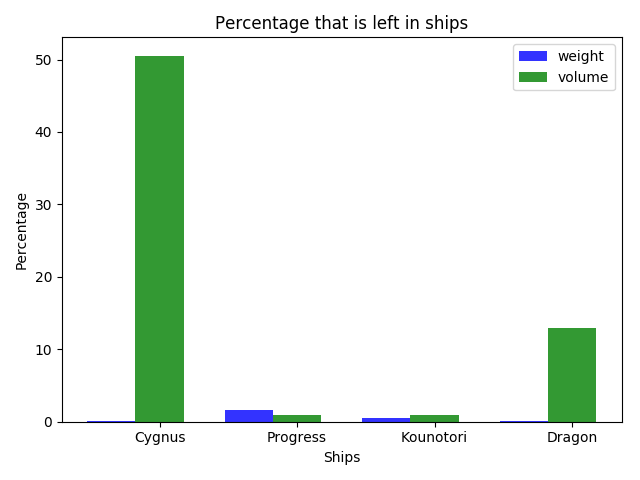 Percentage that is left in ships
weight
volume
Percentage
50
40
30
20
10
0
Cygnus
Progress
Kounotori
Dragon
Ships